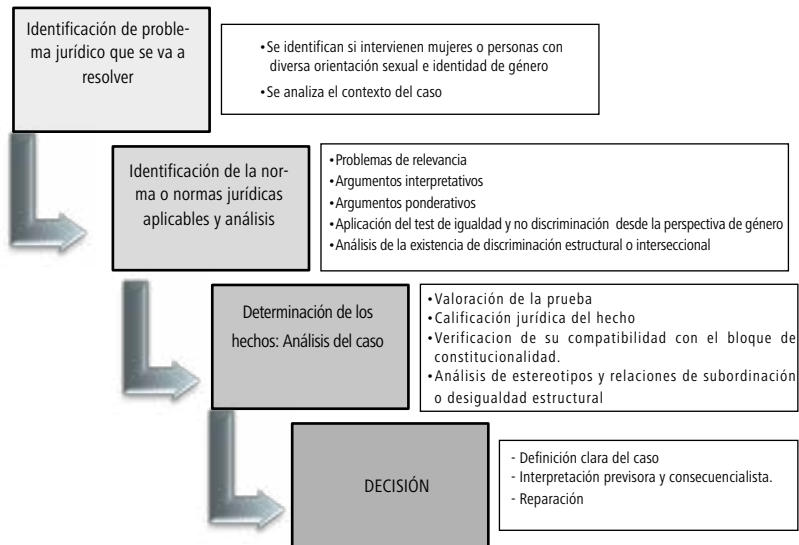 Identificación de proble-
ma jurídico que se va a
resolver
•Se identifican si intervienen mujeres o personas con
diversa orientación sexual e identidad de género
•Se analiza el contexto del caso
Identificación de la nor-
ma o normas jurídicas
aplicables y análisis
•Problemas de relevancia
•Argumentos interpretativos
•Argumentos ponderativos
•Aplicación del test de igualdad y no discriminación desde la perspectiva de género
•Análisis de la existencia de discriminación estructural o interseccional
Determinación de los
hechos: Análisis del caso
•Valoración de la prueba
•Calificación jurídica del hecho
•Verificacion de su compatibilidad con el bloque de
constitucionalidad.
•Análisis de estereotipos y relaciones de subordinación
o desigualdad estructural
DECISIÓN
- Definición clara del caso
- Interpretación previsora y consecuencialista.
- Reparación